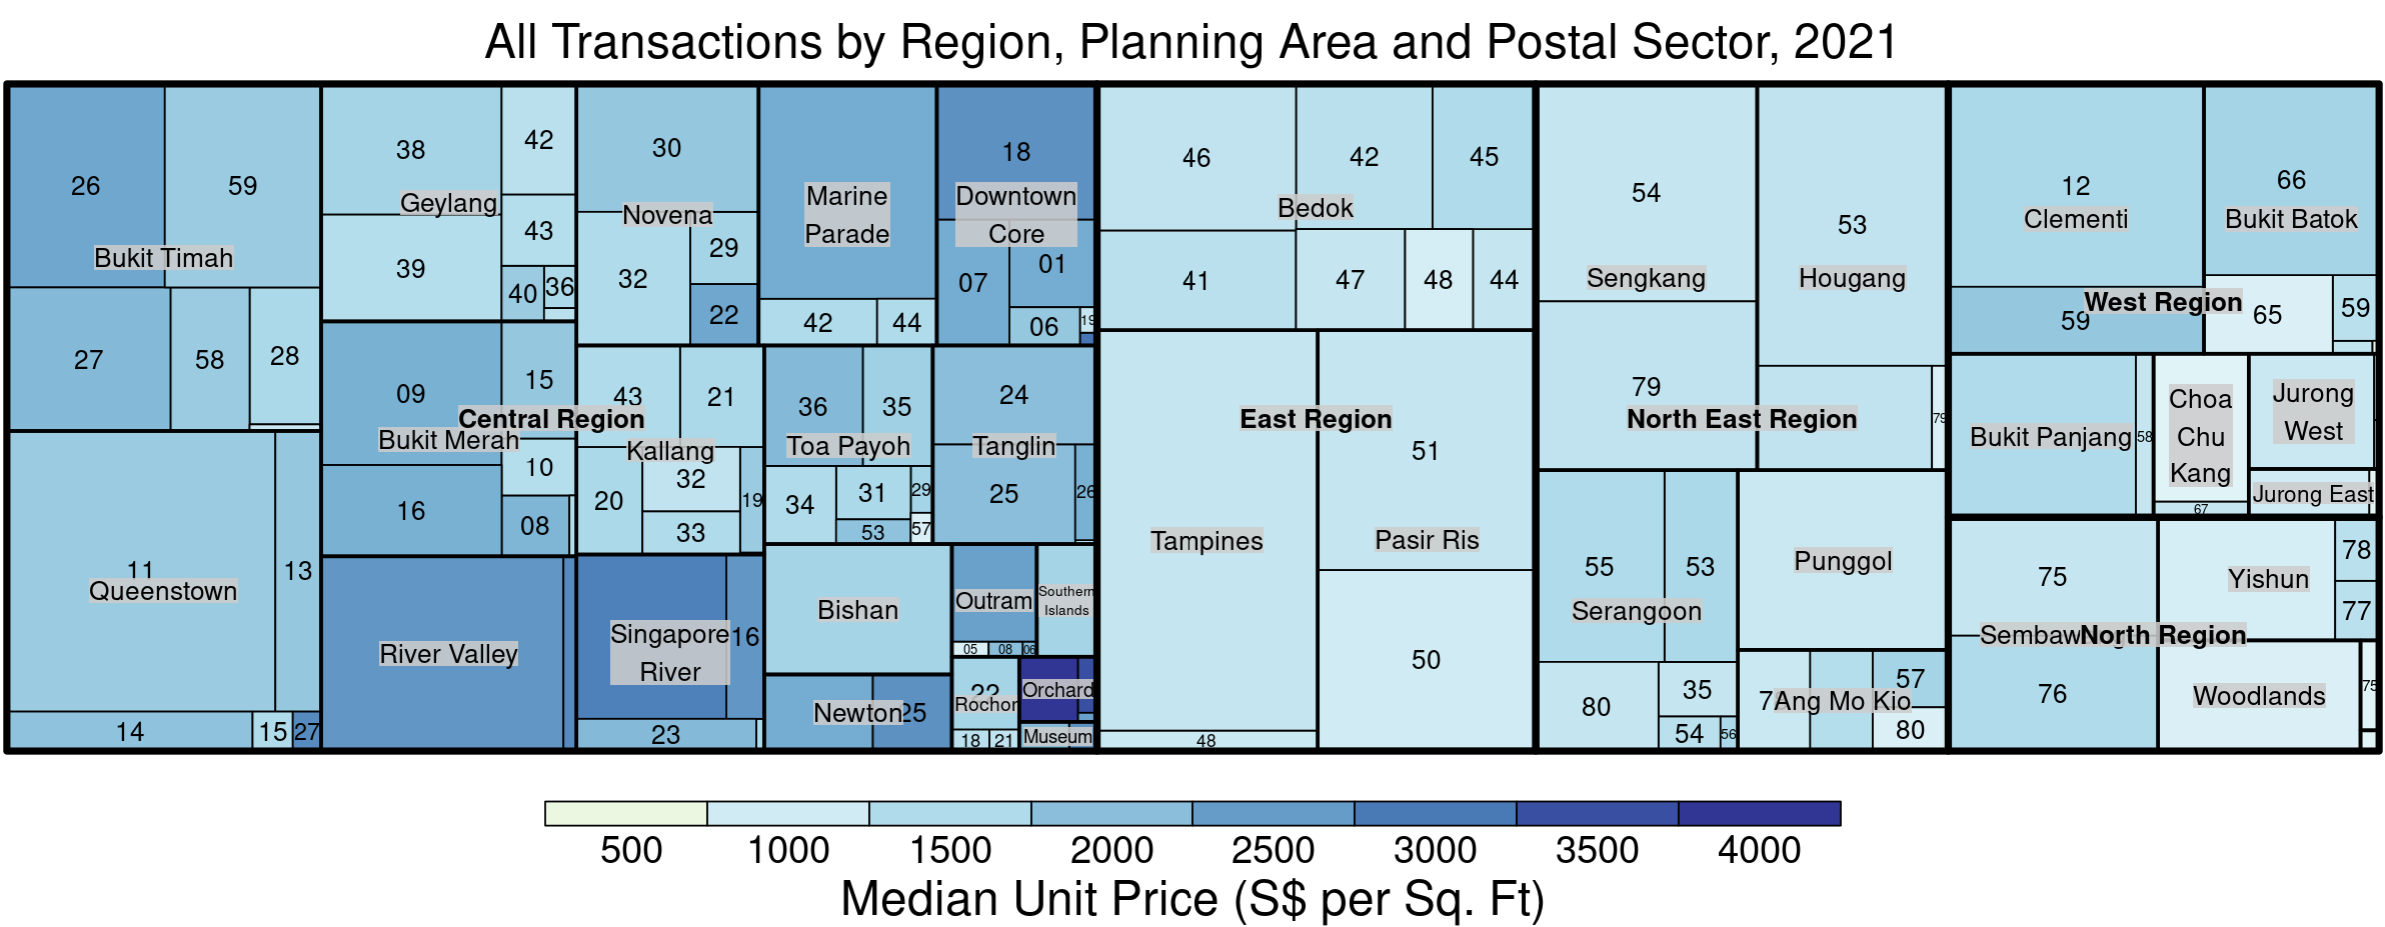 All Transactions by Region, Planning Area and Postal Sector, 2021
26
59
Bukit Timah
27
58
28
11
Queenstown
13
14
15
27
38
42
Geylang
43
39
40
36
09
15
Central Region
Bukit Merah
10
16
08
River Valley
30
Novena
29
32
22
43
21
Kallang
32
20
19
33
Singapore
River
16
23
Marine
Parade
42
44
36
35
Toa Payoh
34
31
29
53
57
Bishan
Newton
25
18
Downtown
Core
01
07
06
19
24
Tanglin
25
26
Outram
05
08
06
Southern
Islands
22
Rochor
18
21
Orchard
Museum
46
42
45
Bedok
41
47
48
44
East Region
Tampines
48
51
Pasir Ris
50
54
Sengkang
53
Hougang
79
North East Region
79
55
53
Serangoon
80
35
54
56
Punggol
7
Ang Mo Kio
57
80
12
Clementi
59
66
Bukit Batok
West Region
65
59
Bukit Panjang
58
Choa
Chu
Kang
67
Jurong
West
Jurong East
75
Sembaw
North Region
76
Yishun
78
77
Woodlands
75
500 1000 1500 2000 2500 3000 3500 4000
Median Unit Price (S$ per Sq. Ft)